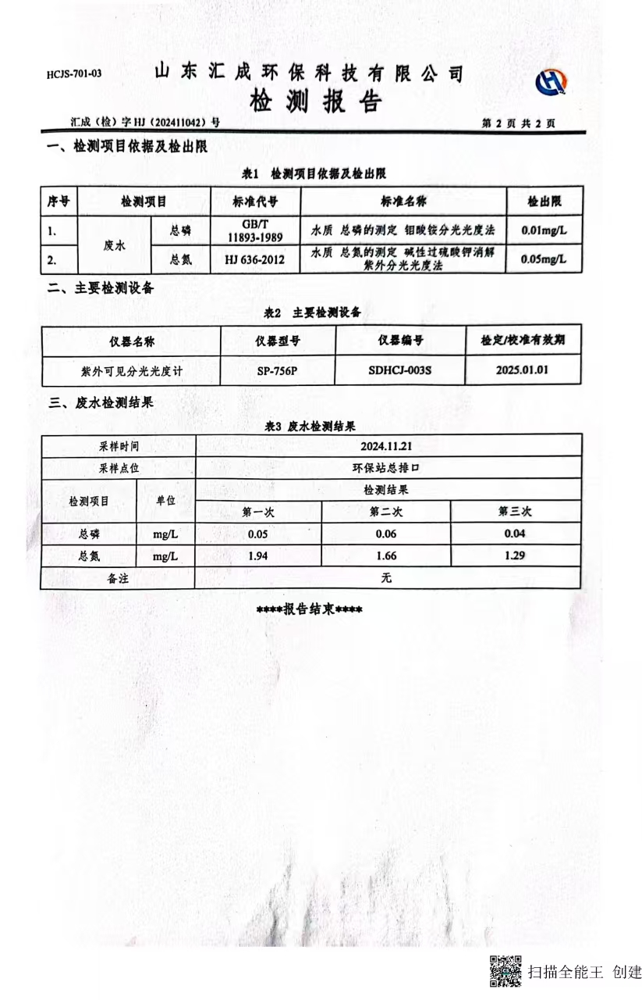 HCJS-701-03
山东汇成环保科技有限公司
检测报告
汇成（检）字 HJ（202411042）号 第 2 页 共 2 页
一、检测项目依据及检出限
表1 检测项目依据及检出限
序号 检测项目 标准代号 标准名称 检出限
1. 废水 总磷 GB/T 11893-1989 水质 总磷的测定 钼酸铵分光光度法 0.01mg/L
2. 总氮 HJ 636-2012 水质 总氮的测定 碱性过硫酸钾消解
紫外分光光度法 0.05mg/L
二、主要检测设备
表2 主要检测设备
仪器名称 仪器型号 仪器编号 检定/校准有效期
紫外可见分光光度计 SP-756P SDHCJ-003S 2025.01.01
三、废水检测结果
表3 废水检测结果
采样时间 2024.11.21
采样点位 环保站总排口
检测项目 单位 检测结果
第一次 第二次 第三次
总磷 mg/L 0.05 0.06 0.04
总氮 mg/L 1.94 1.66 1.29
备注 无
****报告结束****
扫描全能王 创建